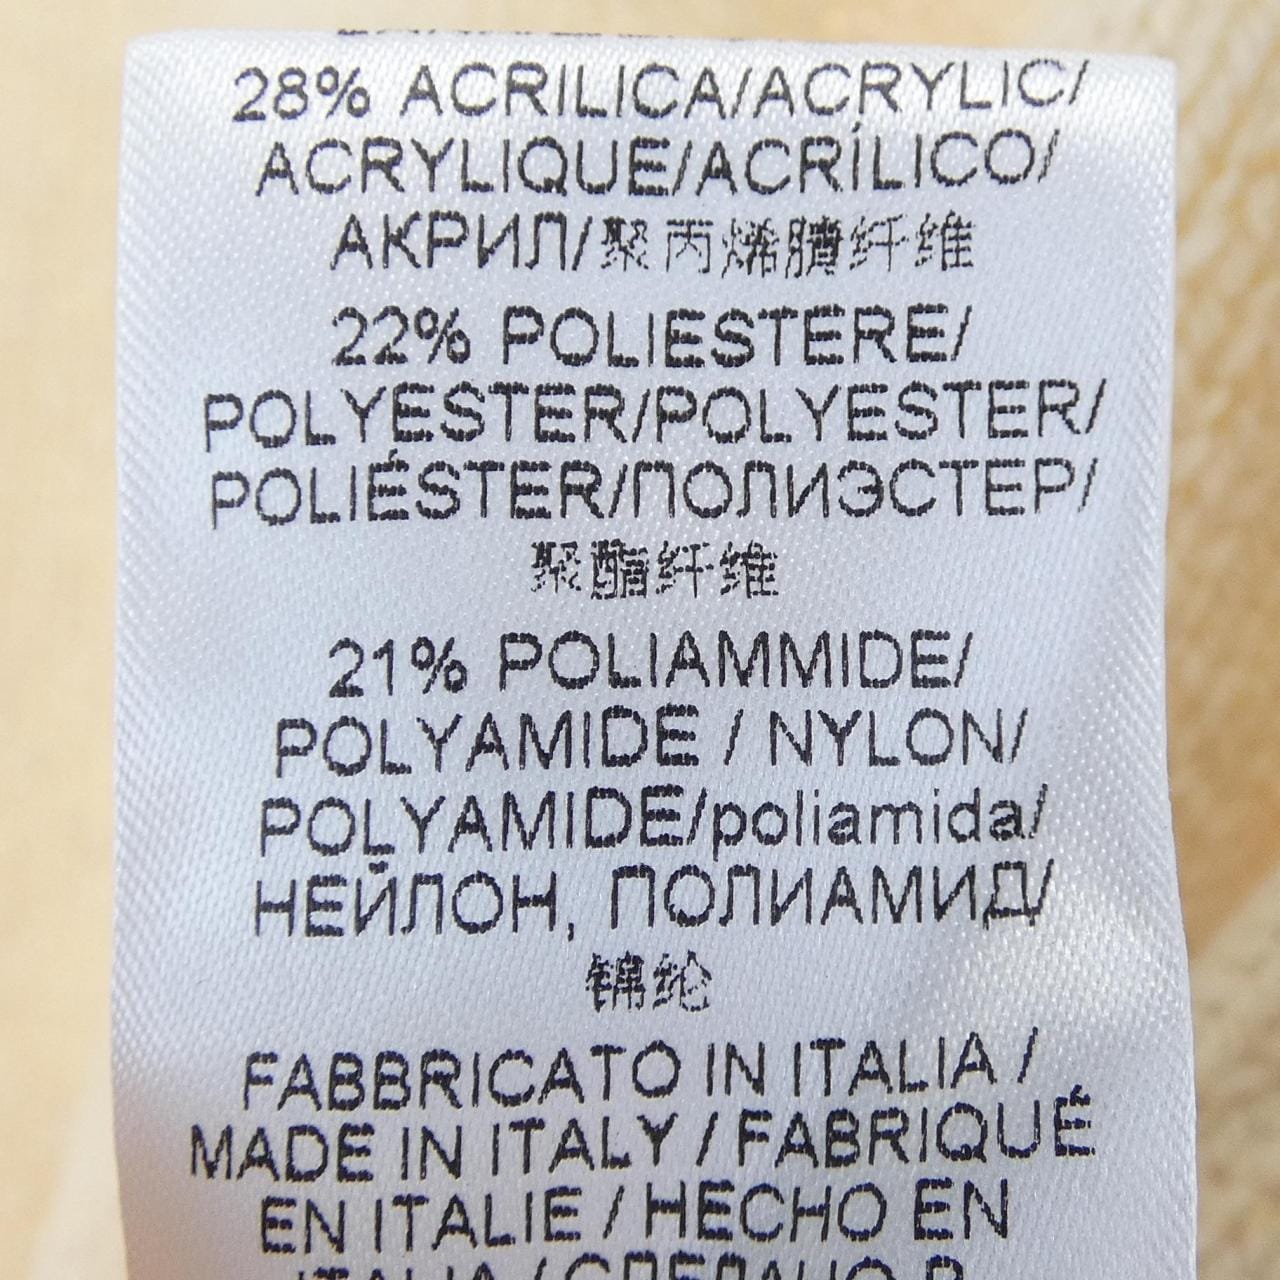 28% ACRILICA/ACRYLIC/
ACRYLIQUE/ACRÍLICO/
АКРИЛ/聚丙烯腈纤维
22% POLIESTERE/
POLYESTER/POLYESTER/
POLIÉSTER/ПОЛИЭСТЕР/
聚酯纤维
21% POLIAMMIDE/
POLYAMIDE / NYLON/
POLYAMIDE/poliamida/
НЕЙЛОН, ПОЛИАМИД/
锦纶
FABBRICATO IN ITALIA /
MADE IN ITALY / FABRIQUÉ
EN ITALIE / HECHO EN
ITALIA / СДЕЛАНО В